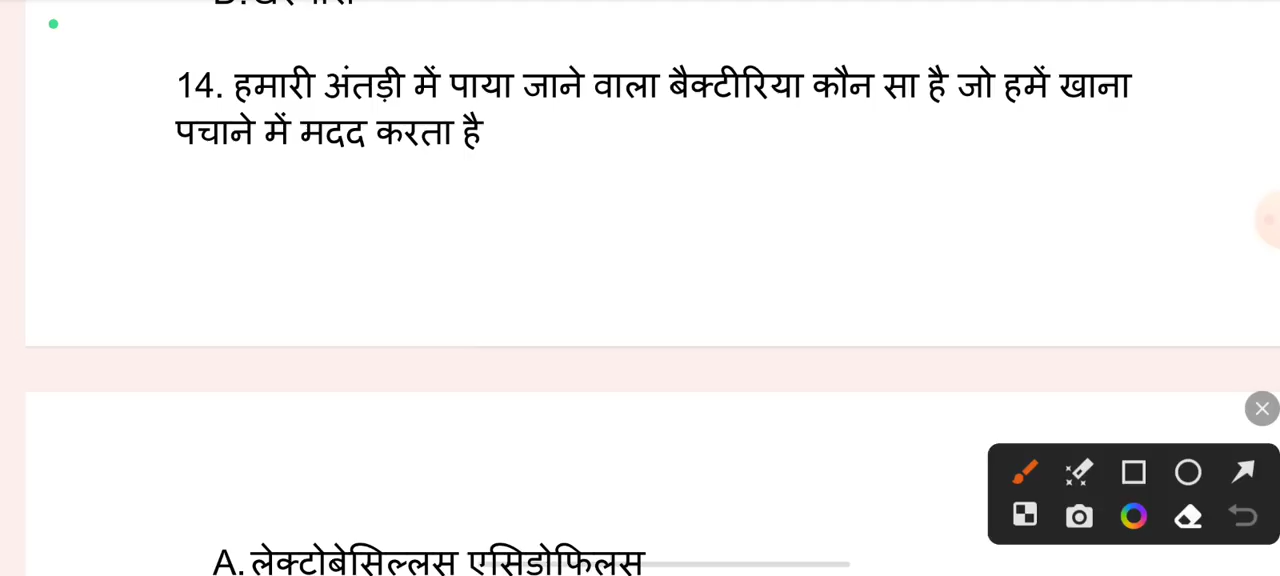 14. हमारी अंतड़ी में पाया जाने वाला बैक्टीरिया कौन सा है जो हमें खाना
पचाने में मदद करता है
A. लेक्टोबेसिल्लस एसिडोफिलस